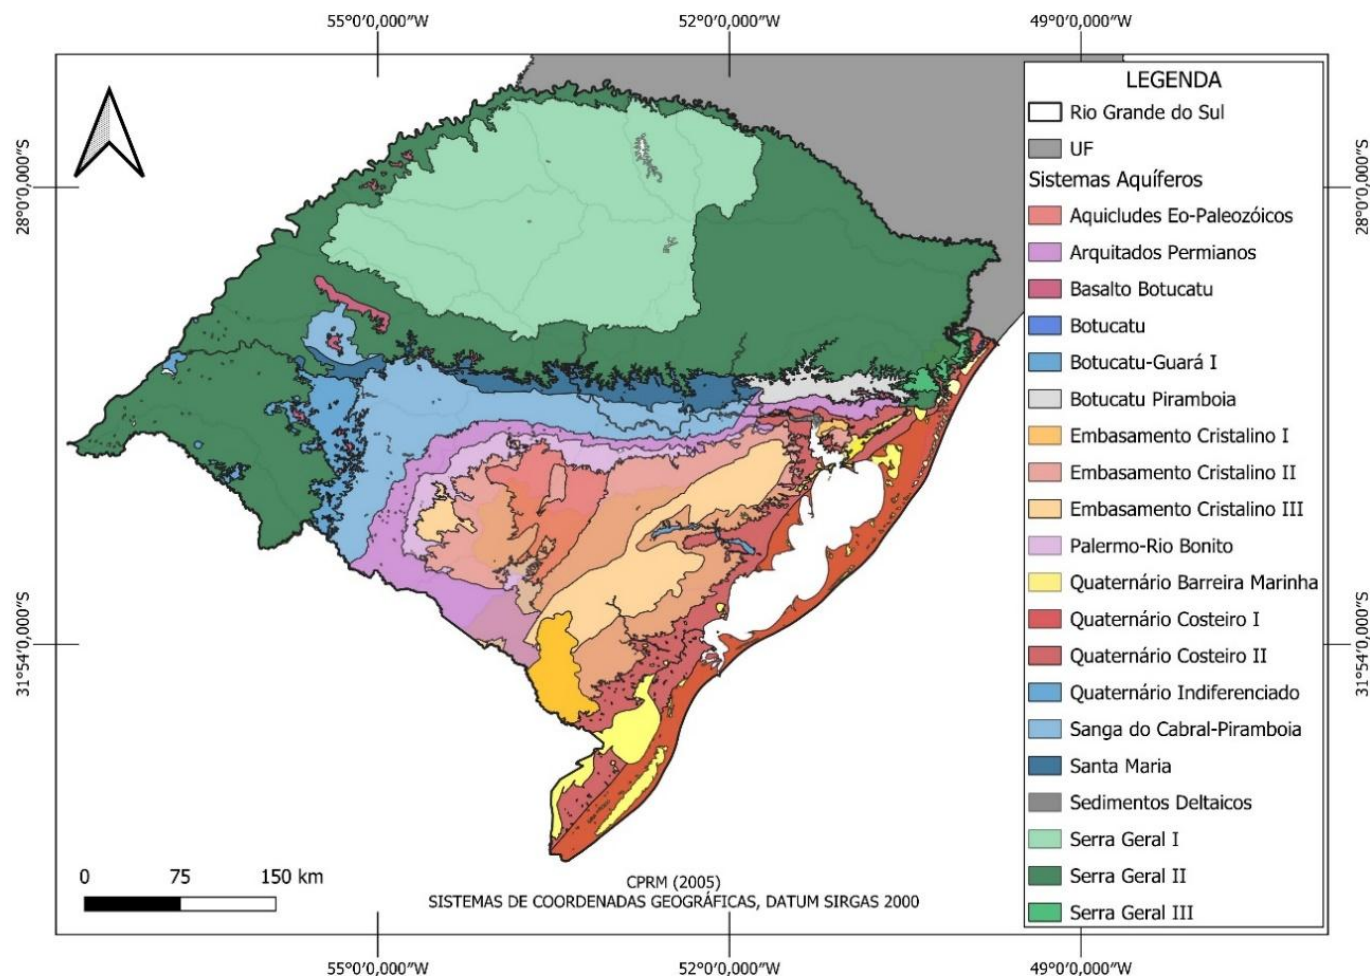 55°0'0,000"W 52°0'0,000"W 49°0'0,000"W
28°0'0,000"S
31°54'0,000"S
28°0'0,000"S
31°54'0,000"S
LEGENDA
Rio Grande do Sul
UF
Sistemas Aquíferos
Aquicludes Eo-Paleozóicos
Arquitados Permianos
Basalto Botucatu
Botucatu
Botucatu-Guará I
Botucatu Piramboia
Embasamento Cristalino I
Embasamento Cristalino II
Embasamento Cristalino III
Palermo-Rio Bonito
Quaternário Barreira Marinha
Quaternário Costeiro I
Quaternário Costeiro II
Quaternário Indiferenciado
Sanga do Cabral-Piramboia
Santa Maria
Sedimentos Deltaicos
Serra Geral I
Serra Geral II
Serra Geral III
0 75 150 km
CPRM (2005)
SISTEMAS DE COORDENADAS GEOGRÁFICAS, DATUM SIRGAS 2000
55°0'0,000"W 52°0'0,000"W 49°0'0,000"W